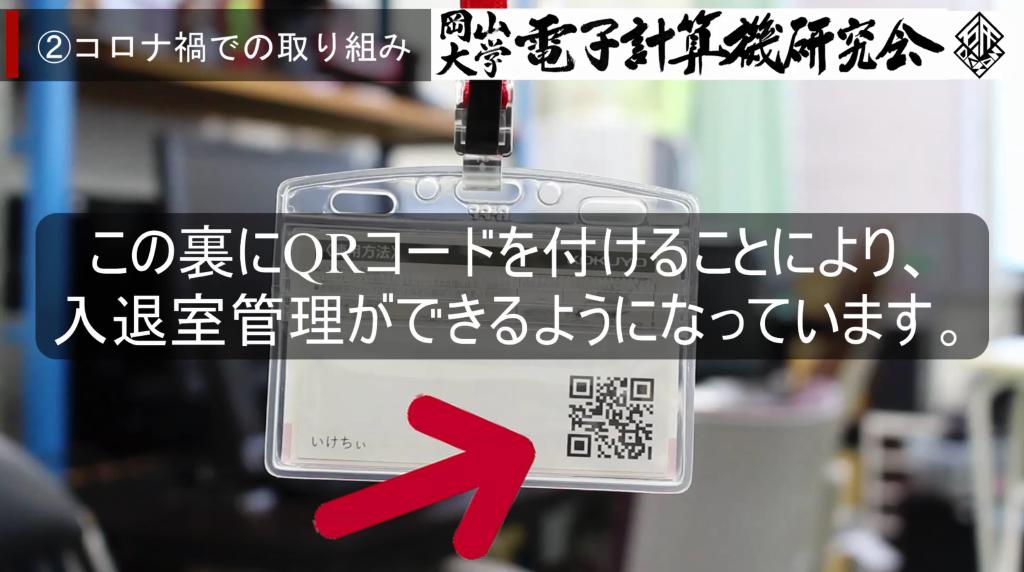 ②コロナ禍での取り組み
岡山大学 電子計算機研究会
この裏にQRコードを付けることにより、
入退室管理ができるようになっています。
KOKUYO
いけちぃ